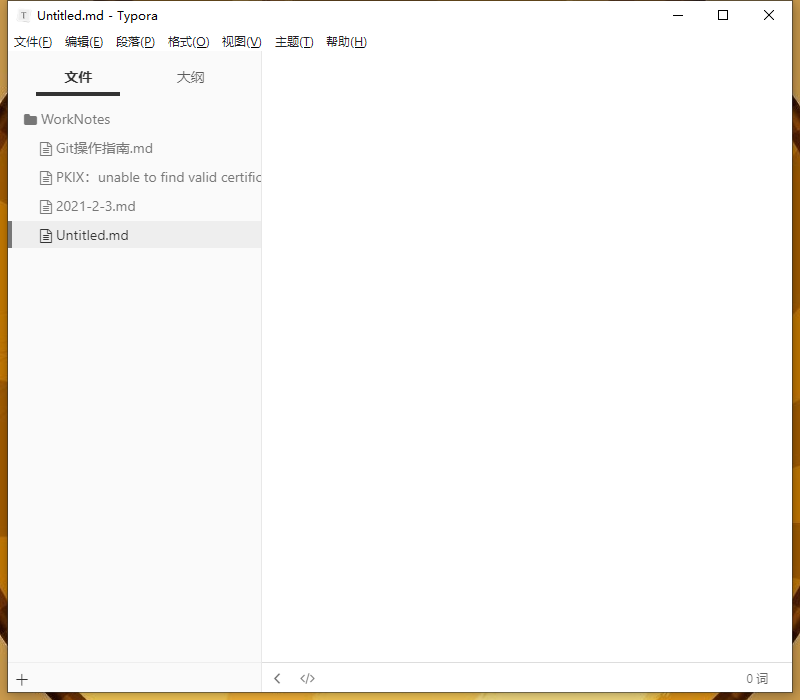 T Untitled.md - Typora
文件(F) 编辑(E) 段落(P) 格式(O) 视图(V) 主题(T) 帮助(H)
文件 大纲
WorkNotes
Git操作指南.md
PKIX：unable to find valid certific
2021-2-3.md
Untitled.md
</> 0 词